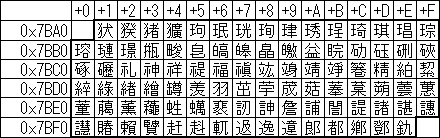 +0 +1 +2 +3 +4 +5 +6 +7 +8 +9 +A +B +C +D +E +F
0x7BA0 犾 猤 猪 獷 玽 珉 珖 珣 珒 琇 珵 琦 琪 琩 琮
0x7BB0 瑢 璉 璟 甁 畯 皂 皜 皞 皛 皦 益 睆 劯 砡 硎 硤
0x7BC0 硺 礰 礼 神 祥 禔 福 禛 竑 竧 靖 竫 箞 精 絈 絜
0x7BD0 綷 綠 緖 繒 罇 羡 羽 茁 荢 荿 菇 菶 葈 蒴 蕓 蕙
0x7BE0 蕫 﨟 薰 蘒 﨡 蠇 裵 訒 訷 詹 誧 誾 諟 諸 諶 譓
0x7BF0 譿 賰 賴 贒 赶 﨣 軏 﨤 逸 遧 郞 都 鄕 鄧 釚